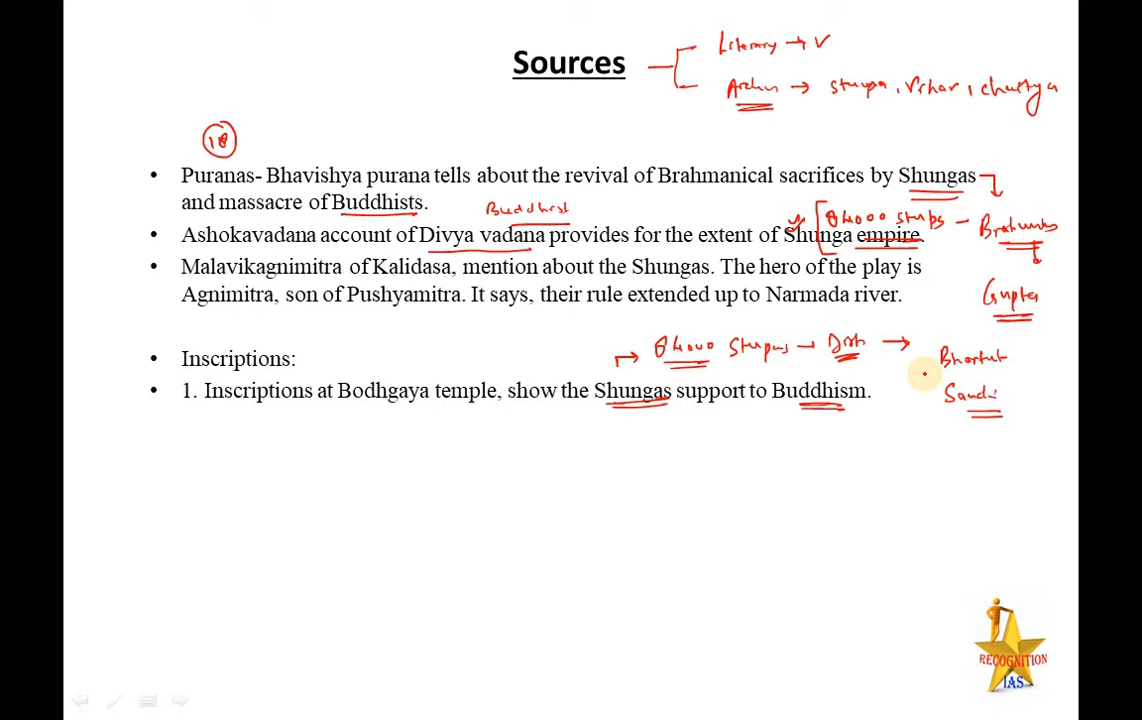 Sources
Literary → ✓
Archeo → stupa, Vihar, chaitya
18
Puranas- Bhavishya purana tells about the revival of Brahmanical sacrifices by Shungas
and massacre of Buddhists.
Buddhist
84000 stups - Brahmins
Ashokavadana account of Divya vadana provides for the extent of Shunga empire.
Malavikagnimitra of Kalidasa, mention about the Shungas. The hero of the play is
Gupta
Agnimitra, son of Pushyamitra. It says, their rule extended up to Narmada river.
84000 Stupas → →
Bharhut
Inscriptions:
1. Inscriptions at Bodhgaya temple, show the Shungas support to Buddhism.
Sanchi
RECOGNITION
IAS